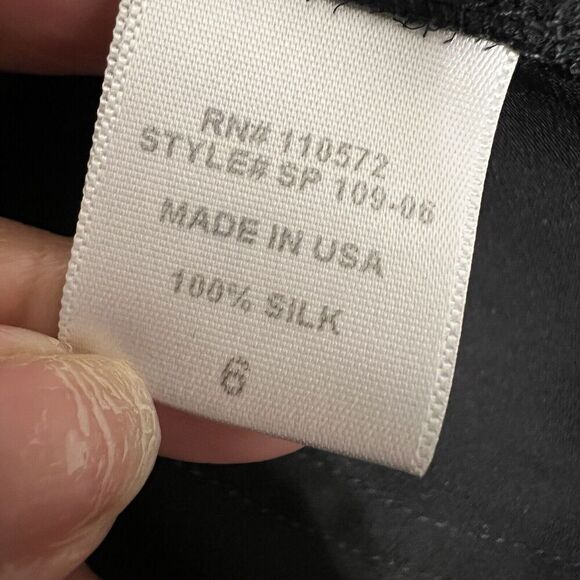 RN# 110572
STYLE# SP 109-06
MADE IN USA
100% SILK
6